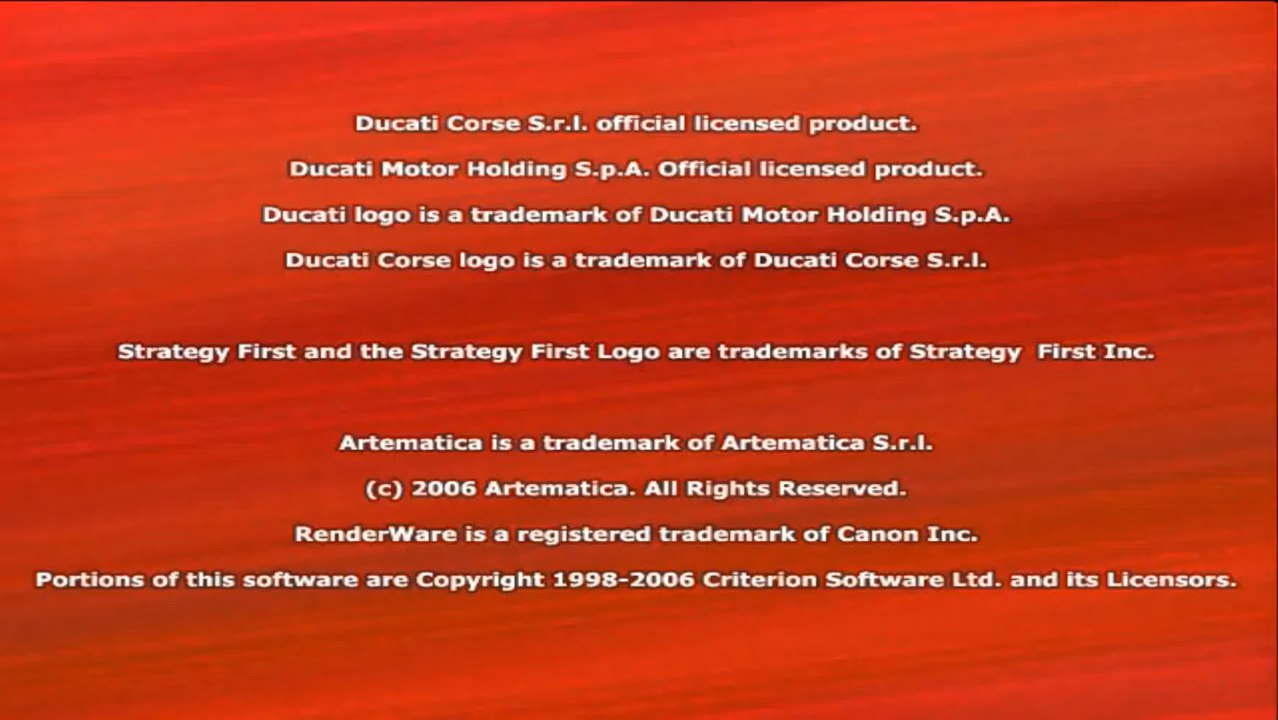 Ducati Corse S.r.l. official licensed product.
Ducati Motor Holding S.p.A. Official licensed product.
Ducati logo is a trademark of Ducati Motor Holding S.p.A.
Ducati Corse logo is a trademark of Ducati Corse S.r.l.
Strategy First and the Strategy First Logo are trademarks of Strategy  First Inc.
Artematica is a trademark of Artematica S.r.l.
(c) 2006 Artematica. All Rights Reserved.
RenderWare is a registered trademark of Canon Inc.
Portions of this software are Copyright 1998-2006 Criterion Software Ltd. and its Licensors.